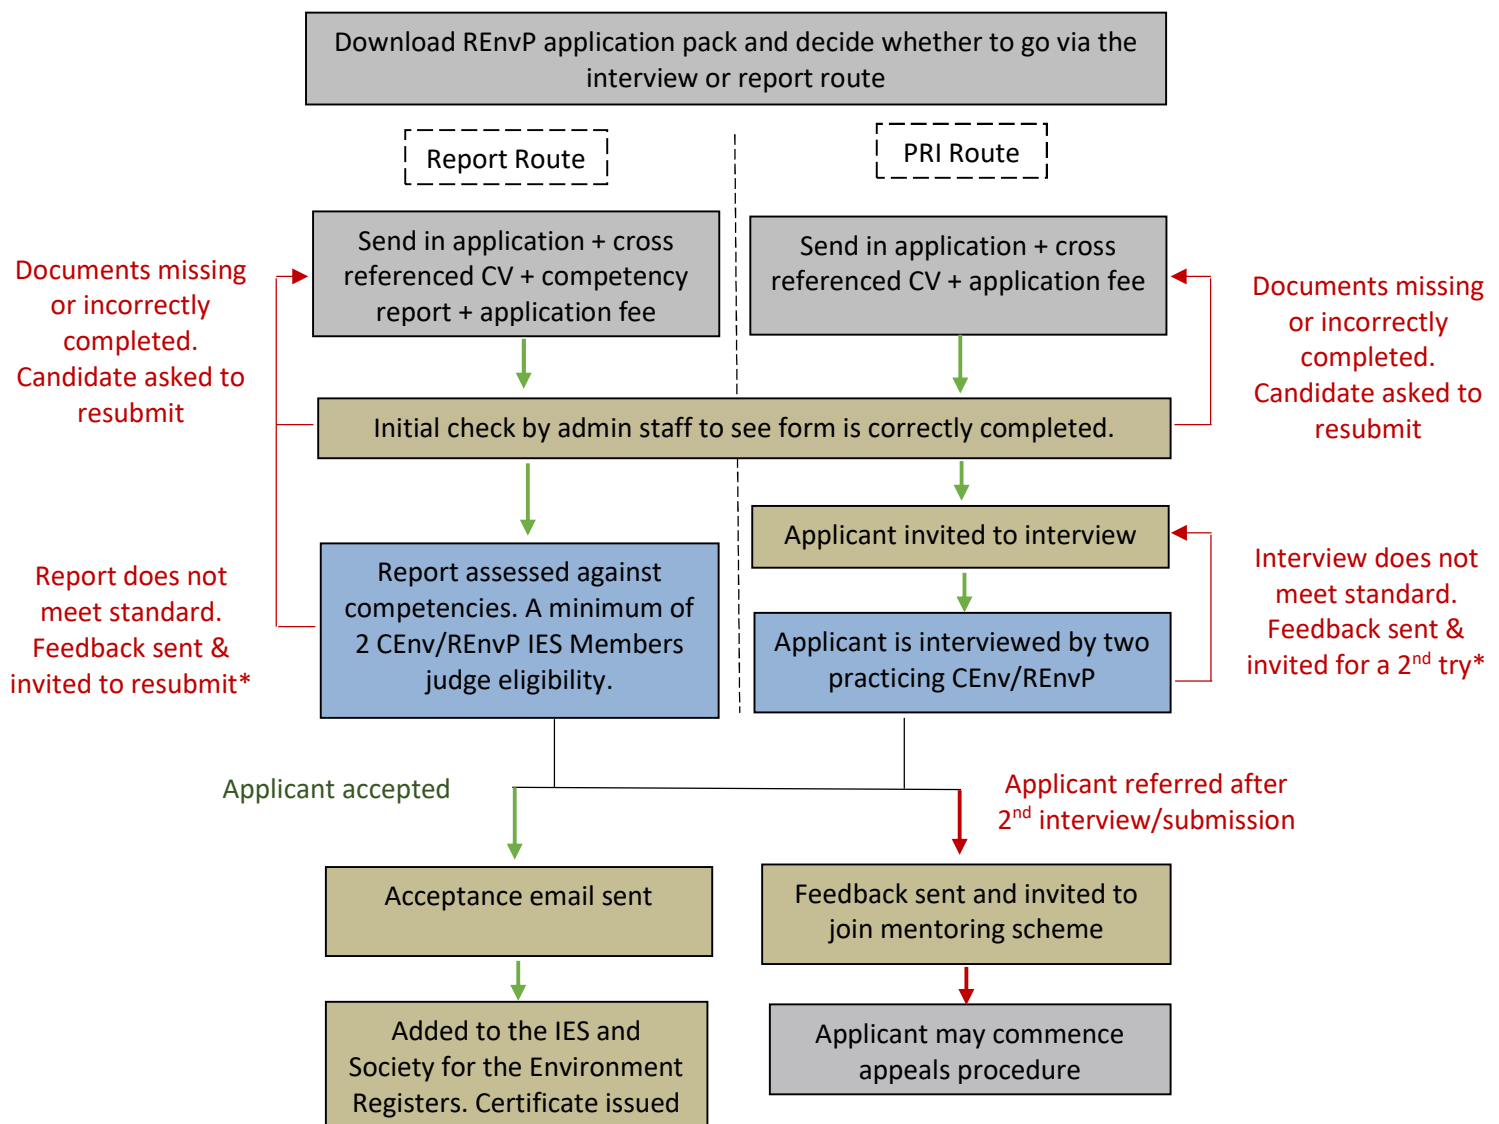 Download REnvP application pack and decide whether to go via the
interview or report route
Report Route
PRI Route
Send in application + cross
referenced CV + competency
report + application fee
Send in application + cross
referenced CV + application fee
Documents missing
or incorrectly
completed.
Candidate asked to
resubmit
Documents missing
or incorrectly
completed.
Candidate asked to
resubmit
Initial check by admin staff to see form is correctly completed.
Applicant invited to interview
Report does not
meet standard.
Feedback sent &
invited to resubmit*
Report assessed against
competencies. A minimum of
2 CEnv/REnvP IES Members
judge eligibility.
Applicant is interviewed by two
practicing CEnv/REnvP
Interview does not
meet standard.
Feedback sent &
invited for a 2nd try*
Applicant accepted
Applicant referred after
2nd interview/submission
Acceptance email sent
Feedback sent and invited to
join mentoring scheme
Added to the IES and
Society for the Environment
Registers. Certificate issued
Applicant may commence
appeals procedure